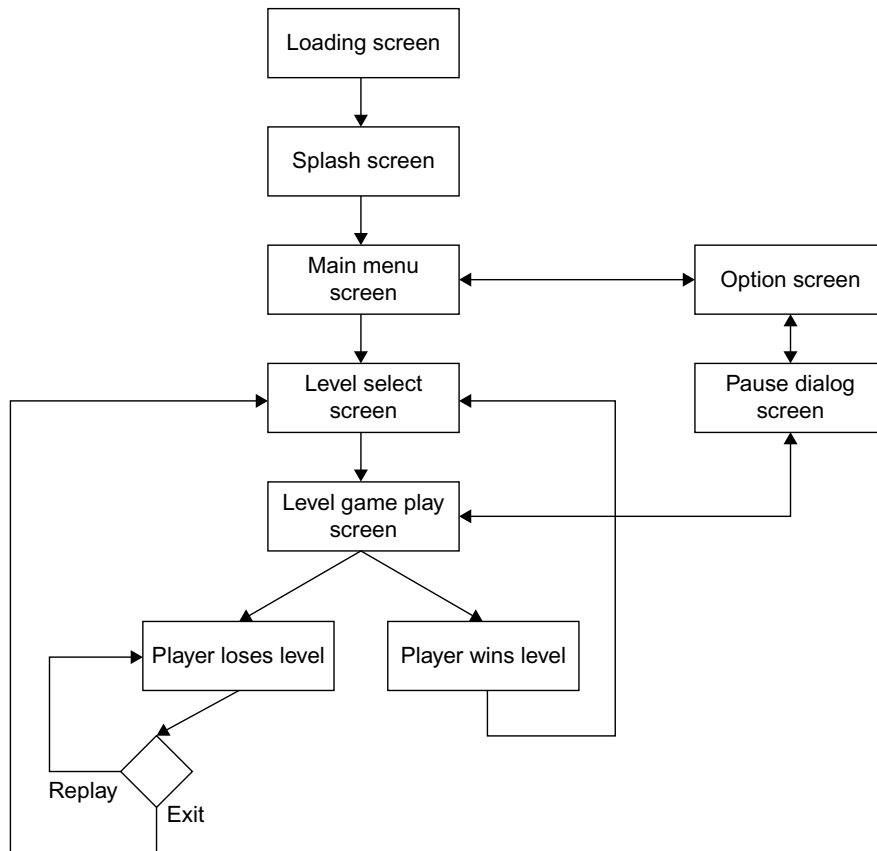 Loading screen
Splash screen
Main menu
screen
Option screen
Level select
screen
Pause dialog
screen
Level game play
screen
Player loses level
Player wins level
Replay
Exit